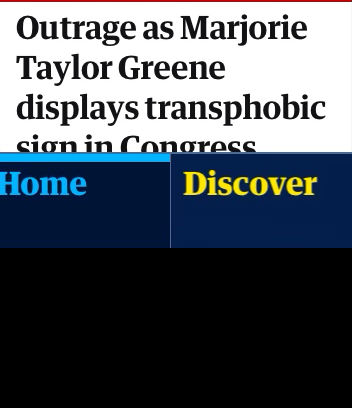 Outrage as Marjorie
Taylor Greene
displays transphobic
sign in Congress
Home
Discover